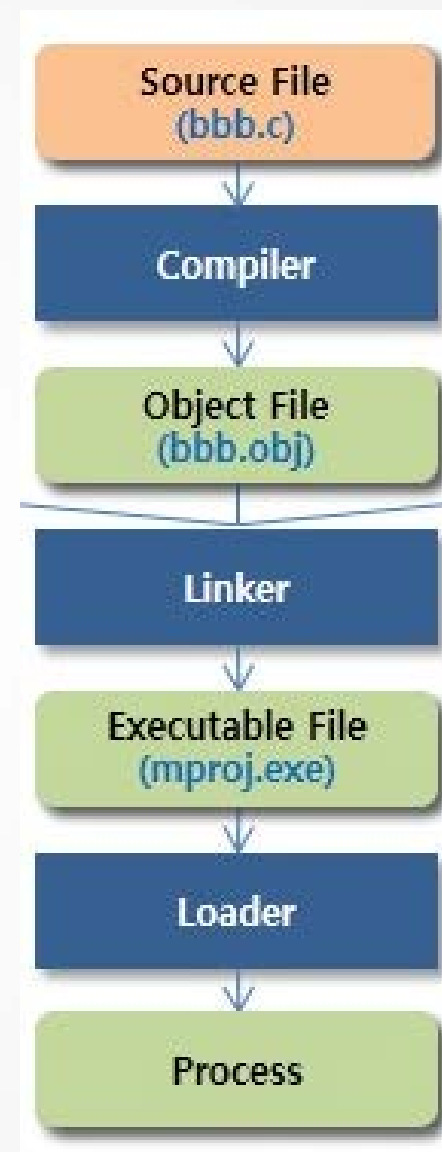 Source File
(bbb.c)
Compiler
Object File
(bbb.obj)
Linker
Executable File
(mproj.exe)
Loader
Process